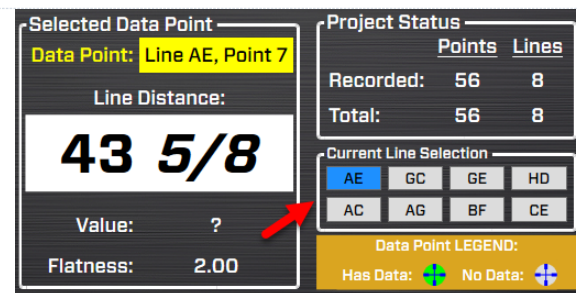 Selected Data Point
Data Point: Line AE, Point 7
Line Distance:
43 5/8
Value: ?
Flatness: 2.00
Project Status
Points Lines
Recorded: 56 8
Total: 56 8
Current Line Selection
AE GC GE HD
AC AG BF CE
Data Point LEGEND:
Has Data: No Data: